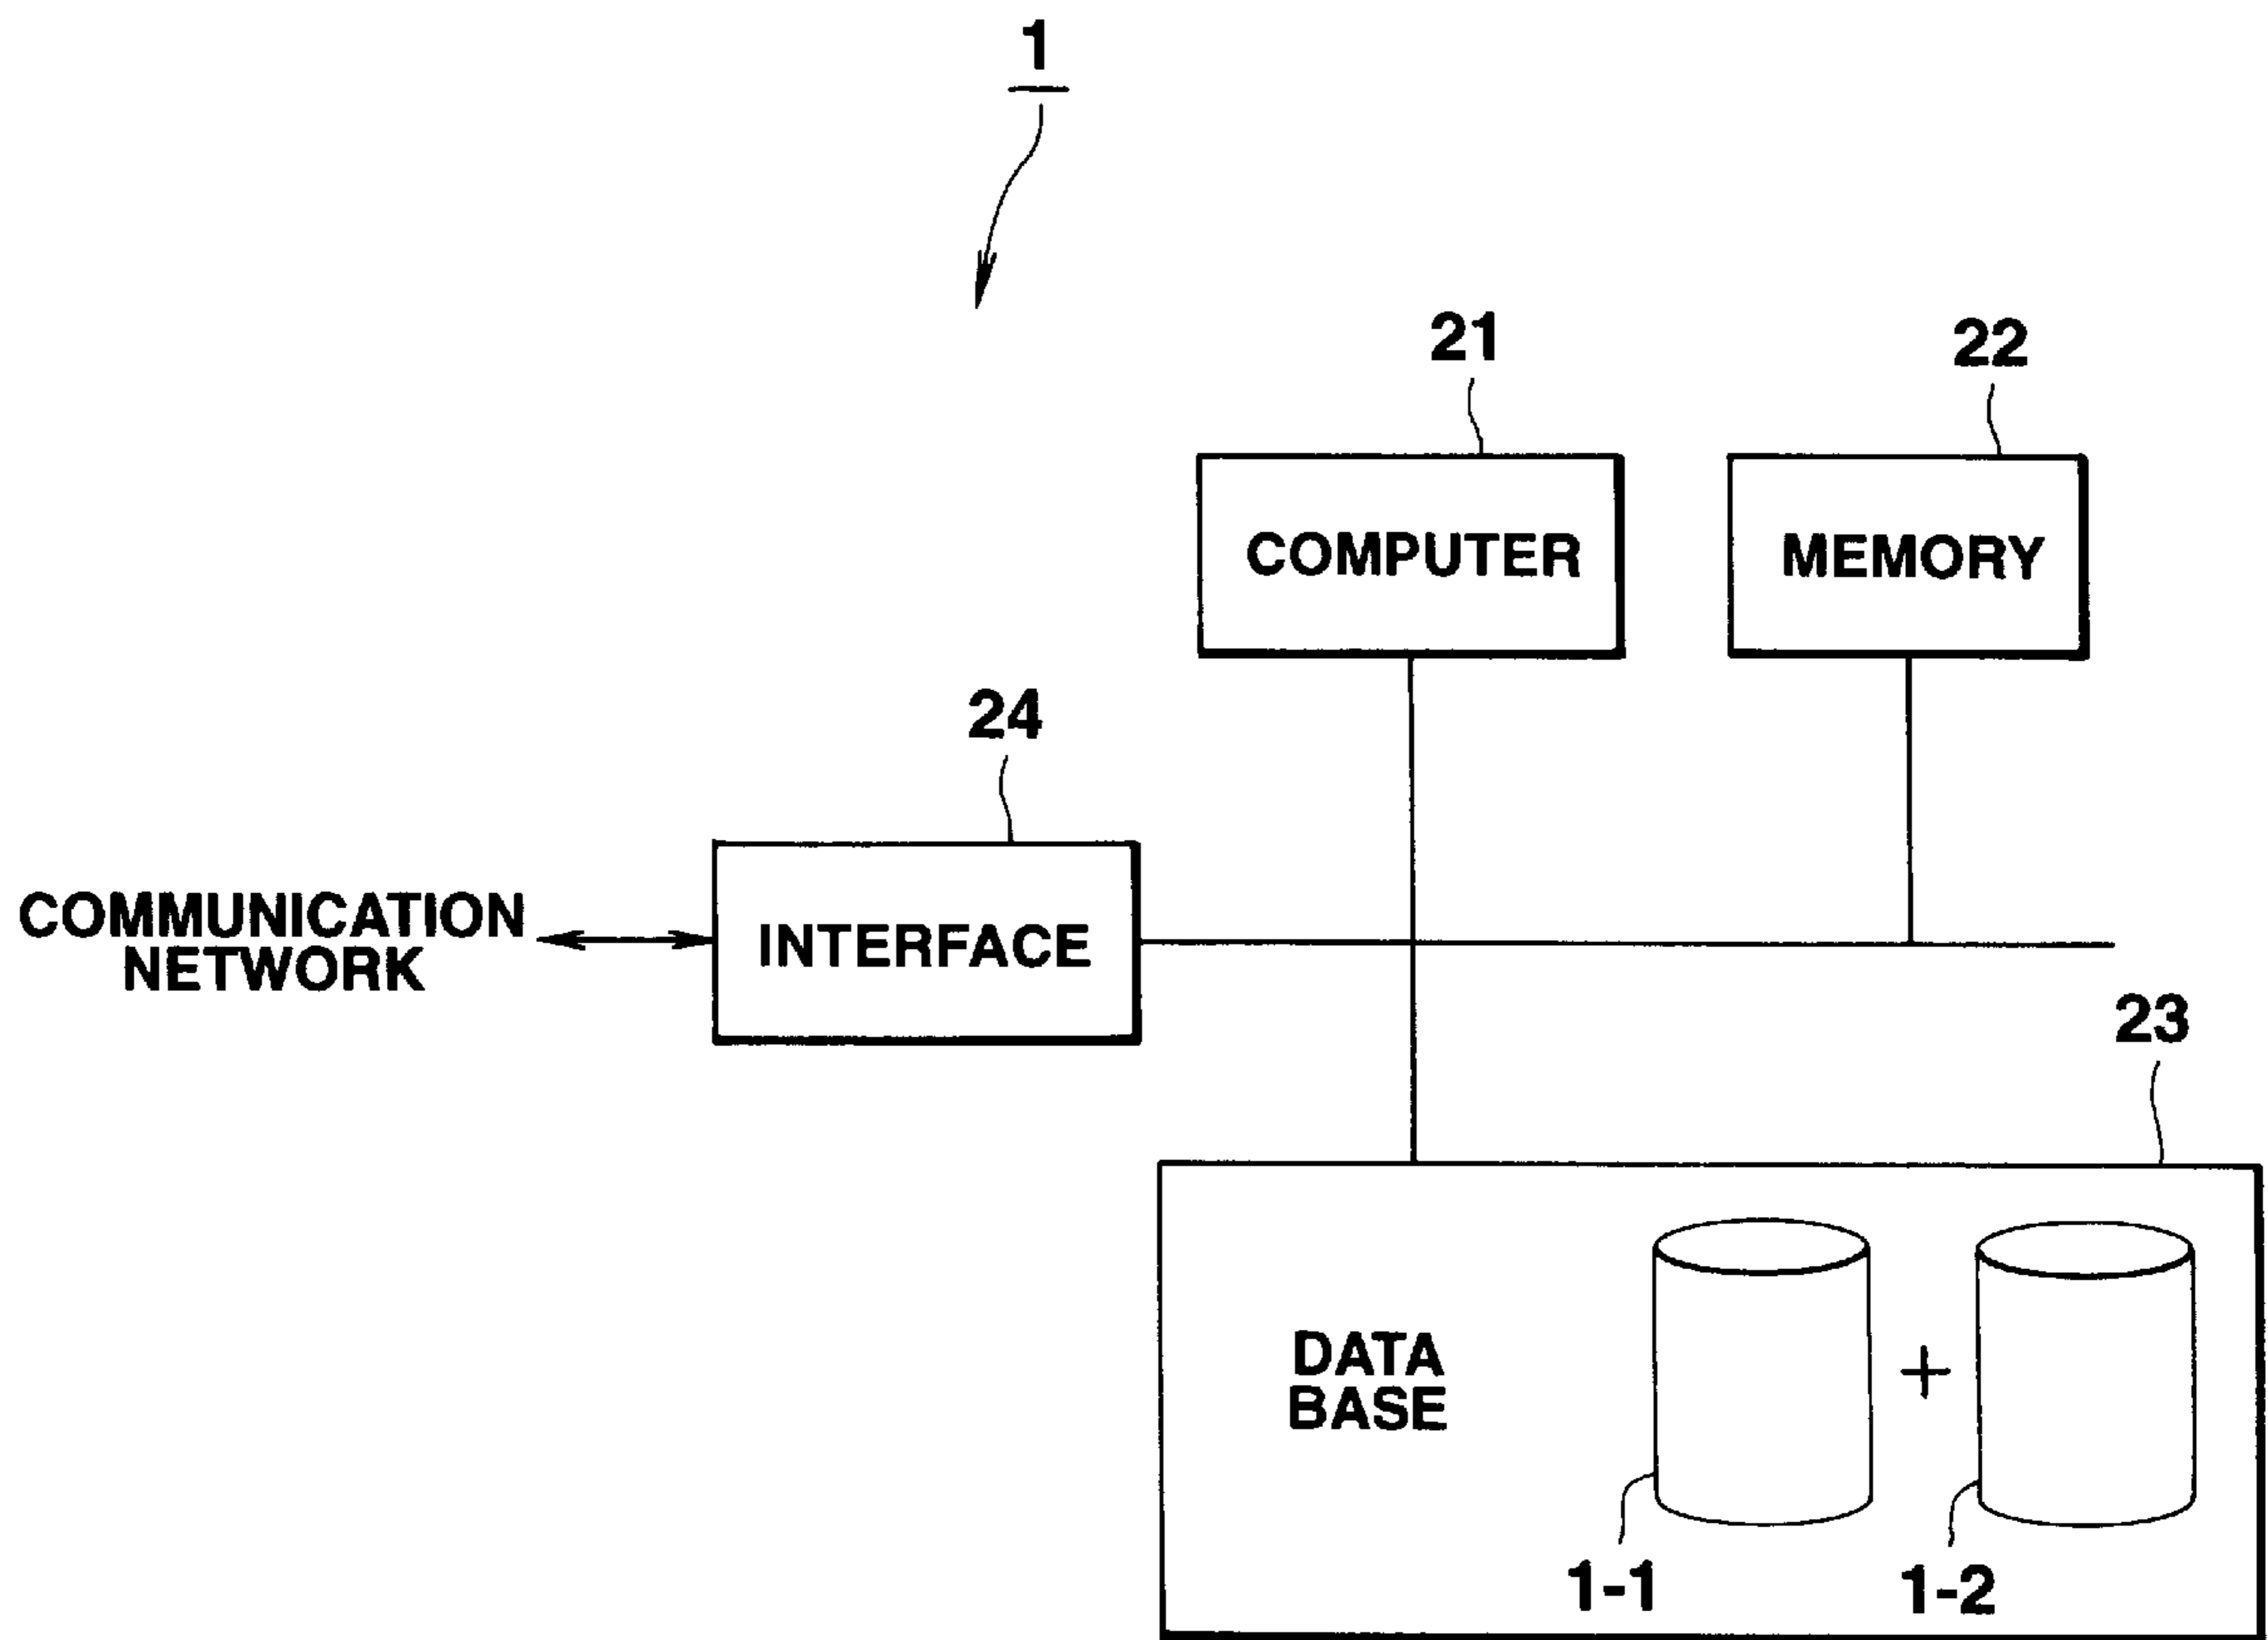 1
21
22
COMPUTER
MEMORY
24
COMMUNICATION
NETWORK
INTERFACE
23
DATA
BASE
+
1-1
1-2